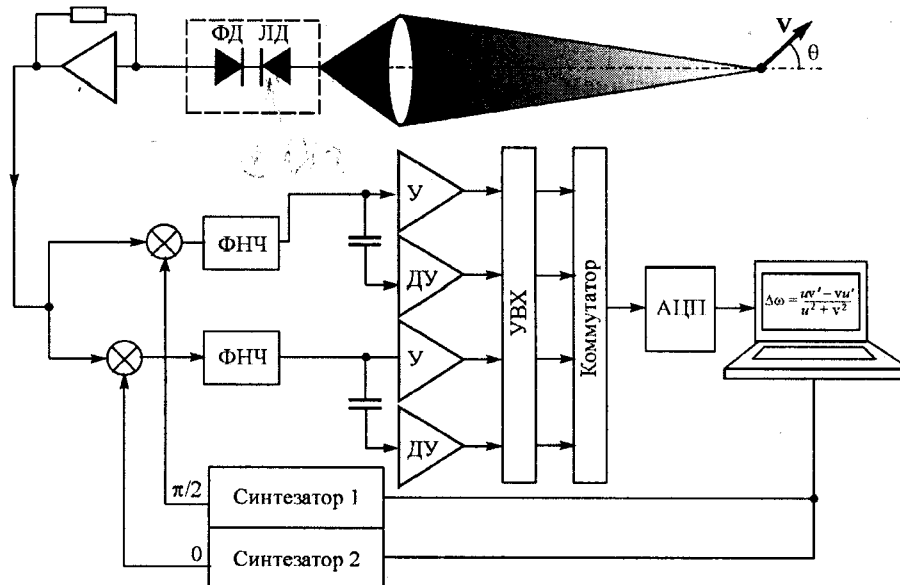 ФД ЛД
V
θ
У
ФНЧ
ДУ
УВХ
Коммутатор
АЦП
Δω = uv′ − vu′ / u² + v²
ФНЧ
У
ДУ
π/2
Синтезатор 1
0
Синтезатор 2